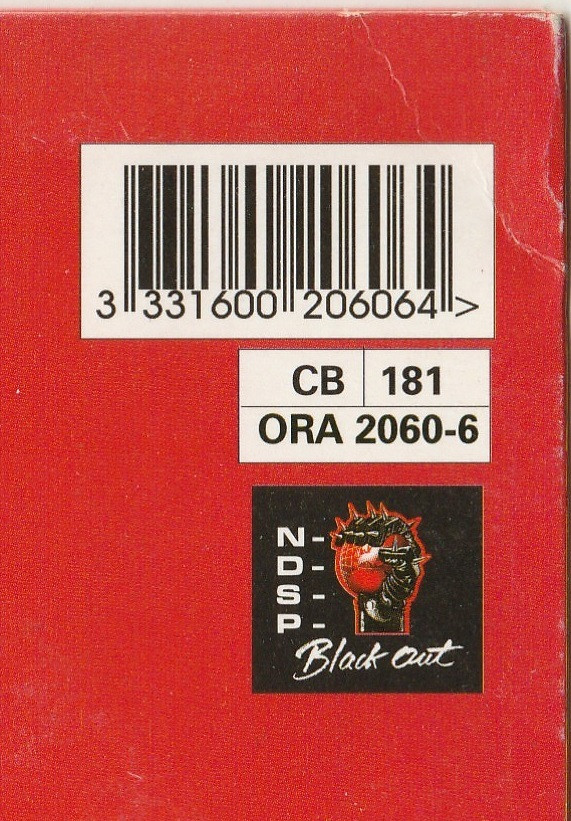 3 331600 206064 >
CB 181
ORA 2060-6
N-
D-
S-
P-
Black Out